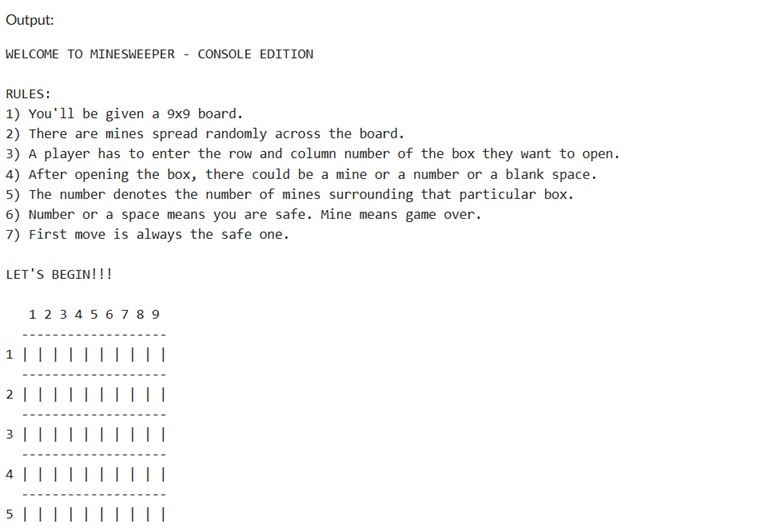 Output:
WELCOME TO MINESWEEPER - CONSOLE EDITION
RULES:
1) You'll be given a 9x9 board.
2) There are mines spread randomly across the board.
3) A player has to enter the row and column number of the box they want to open.
4) After opening the box, there could be a mine or a number or a blank space.
5) The number denotes the number of mines surrounding that particular box.
6) Number or a space means you are safe. Mine means game over.
7) First move is always the safe one.
LET'S BEGIN!!!
1 2 3 4 5 6 7 8 9
-------------------
1 | | | | | | | | | |
-------------------
2 | | | | | | | | | |
-------------------
3 | | | | | | | | | |
-------------------
4 | | | | | | | | | |
-------------------
5 | | | | | | | | | |